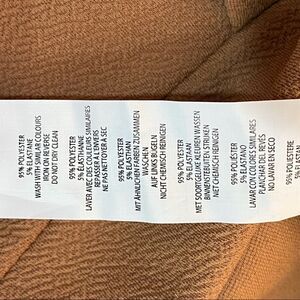 95% POLYESTER
5% ELASTANE
WASH WITH SIMILAR COLOURS
IRON ON REVERSE
DO NOT DRY CLEAN
95% POLYESTER
5% ÉLASTHANNE
LAVER AVEC DES COULEURS SIMILAIRES
REPASSER À L'ENVERS
NE PAS NETTOYER A SEC
95% POLYESTER
5% ELASTAN
MIT ÄHNLICHEN FARBEN ZUSAMMEN
WASCHEN
AUF LINKS BÜGELN
NICHT CHEMISCH REINIGEN
95% POLYESTER
5% ELASTAAN
MET SOORTGELIJKE KLEUREN WASSEN
BINNENSTEBUITEN STRIJKEN
NIET CHEMISCH REINIGEN
95% POLIÉSTER
5% ELASTANO
LAVAR CON COLORES SIMILARES
PLANCHAR DEL REVÉS
NO LAVAR EN SECO
95% POLIESTERE
5% ELASTAN